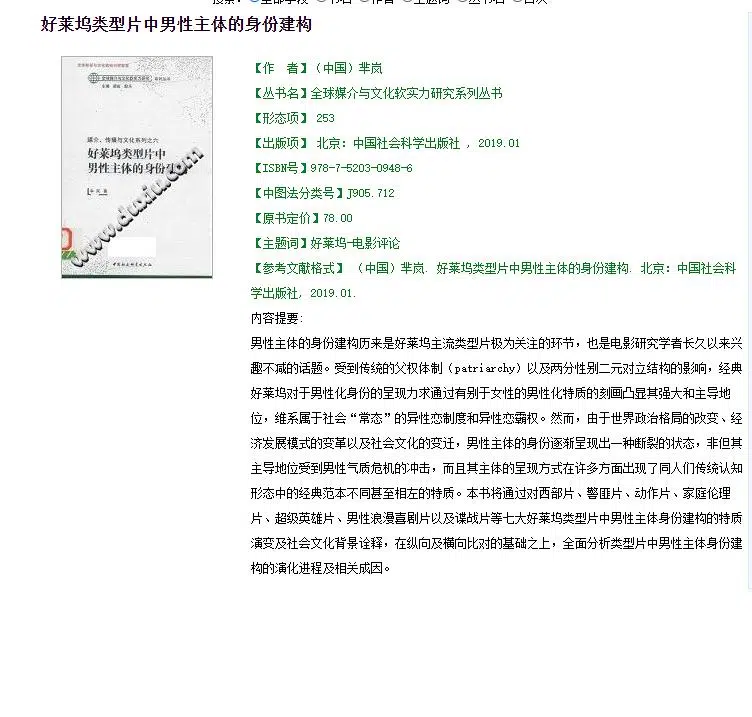 好莱坞类型片中男性主体的身份建构
媒介、传播与文化系列之六
好莱坞类型片中
男性主体的身份
www.duxiu.com
中国社会科学出版社
【作　者】（中国）芈岚
【丛书名】全球媒介与文化软实力研究系列丛书
【形态项】 253
【出版项】 北京：中国社会科学出版社 , 2019.01
【ISBN号】978-7-5203-0948-6
【中图法分类号】J905.712
【原书定价】78.00
【主题词】好莱坞-电影评论
【参考文献格式】 （中国）芈岚. 好莱坞类型片中男性主体的身份建构. 北京：中国社会科
学出版社, 2019.01.
内容提要:
男性主体的身份建构历来是好莱坞主流类型片极为关注的环节，也是电影研究学者长久以来兴
趣不减的话题。受到传统的父权体制（patriarchy）以及两分性别二元对立结构的影响，经典
好莱坞对于男性化身份的呈现力求通过有别于女性的男性化特质的刻画凸显其强大和主导地
位，维系属于社会“常态”的异性恋制度和异性恋霸权。然而，由于世界政治格局的改变、经
济发展模式的变革以及社会文化的变迁，男性主体的身份逐渐呈现出一种断裂的状态，非但其
主导地位受到男性气质危机的冲击，而且其主体的呈现方式在许多方面出现了同人们传统认知
形态中的经典范本不同甚至相左的特质。本书将通过对西部片、警匪片、动作片、家庭伦理
片、超级英雄片、男性浪漫喜剧片以及谍战片等七大好莱坞类型片中男性主体身份建构的特质
演变及社会文化背景诠释，在纵向及横向比对的基础之上，全面分析类型片中男性主体身份建
构的演化进程及相关成因。